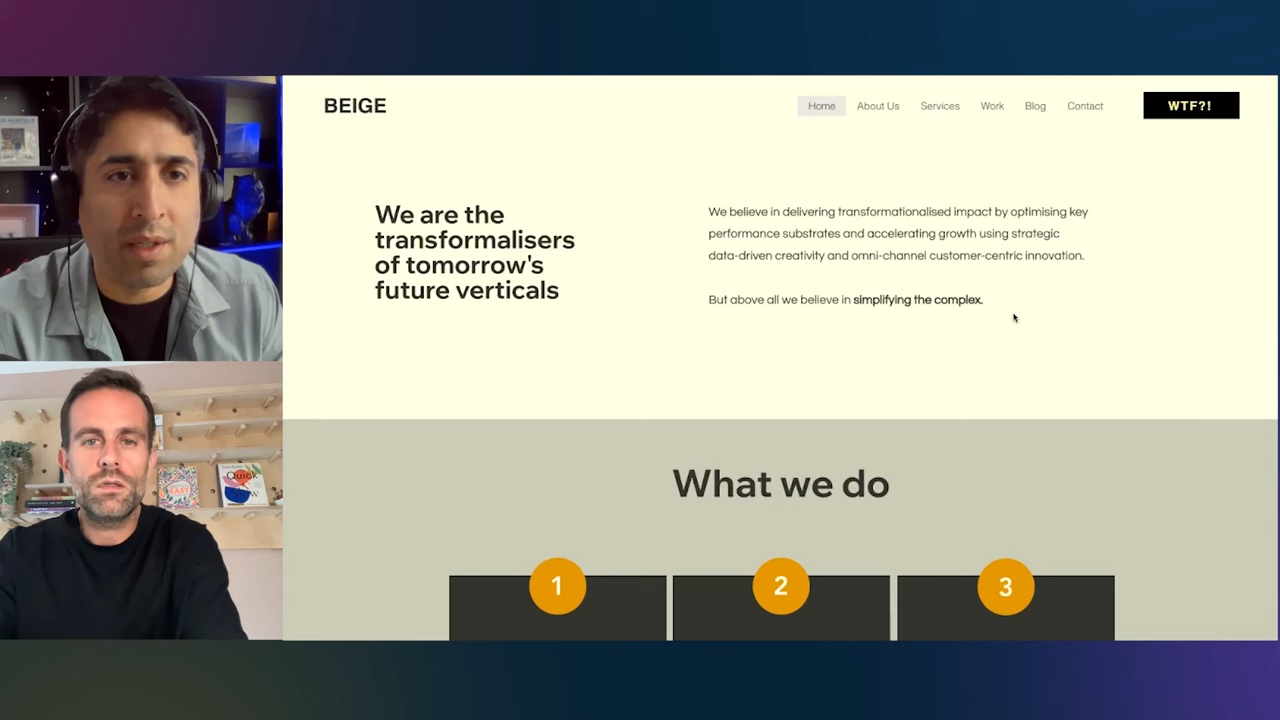 BEIGE
Home About Us Services Work Blog Contact WTF?!
We are the
transformalisers
of tomorrow's
future verticals
We believe in delivering transformationalised impact by optimising key
performance substrates and accelerating growth using strategic
data-driven creativity and omni-channel customer-centric innovation.
But above all we believe in simplifying the complex.
What we do
1 2 3
EASY
Quick